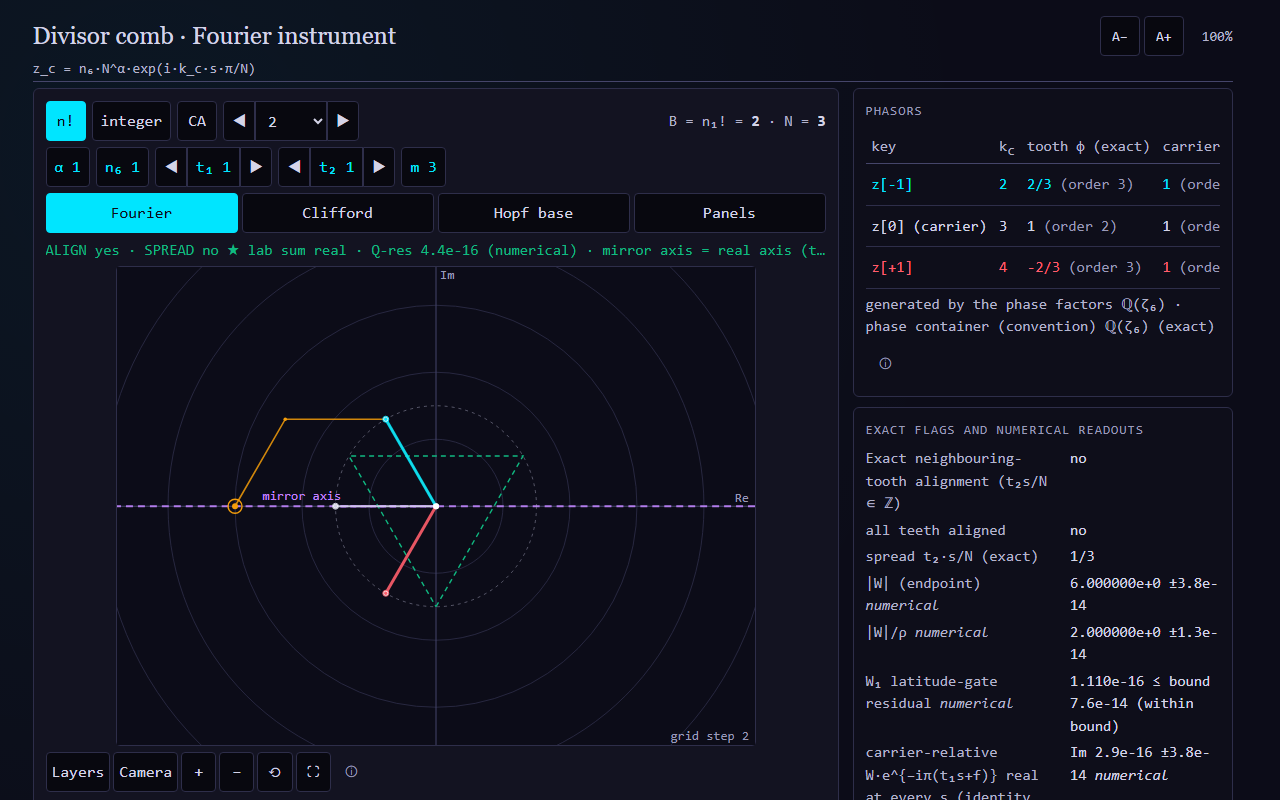 Divisor comb · Fourier instrument
A− A+ 100%
z_c = n₆·N^α·exp(i·k_c·s·π/N)
n! integer CA ◀ 2 ▶ B = n₁! = 2 · N = 3
α 1 n₆ 1 ◀ t₁ 1 ▶ ◀ t₂ 1 ▶ m 3
Fourier Clifford Hopf base Panels
ALIGN yes · SPREAD no ★ lab sum real · Q-res 4.4e-16 (numerical) · mirror axis = real axis (t…
Im
mirror axis
Re
grid step 2
Layers Camera + − ⟲ ⛶ ⓘ
PHASORS
key k_C tooth ϕ (exact) carrier
z[-1] 2 2/3 (order 3) 1 (orde
z[0] (carrier) 3 1 (order 2) 1 (orde
z[+1] 4 -2/3 (order 3) 1 (orde
generated by the phase factors ℚ(ζ₆) ·
phase container (convention) ℚ(ζ₆) (exact)
ⓘ
EXACT FLAGS AND NUMERICAL READOUTS
Exact neighbouring- no
tooth alignment (t₂s/N
∈ ℤ)
all teeth aligned no
spread t₂·s/N (exact) 1/3
|W| (endpoint) 6.000000e+0 ±3.8e-
numerical 14
|W|/ρ numerical 2.000000e+0 ±1.3e-
14
W₁ latitude-gate 1.110e-16 ≤ bound
residual numerical 7.6e-14 (within
bound)
carrier-relative Im 2.9e-16 ±3.8e-
W·e^{−iπ(t₁s+f)} real 14 numerical
at every s (identity